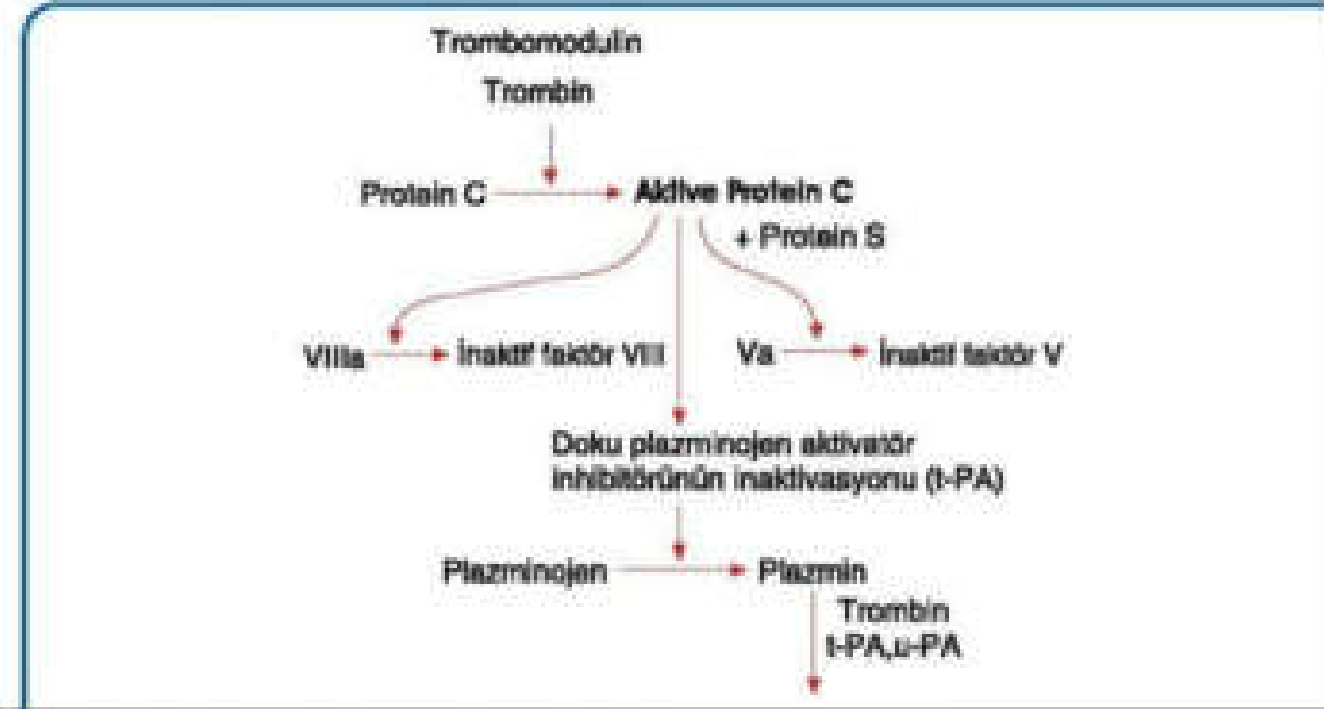 Trombomodulin
Trombin
Protein C
Aktive Protein C
+ Protein S
VIIIa
İnaktif faktör VIII
Va
İnaktif faktör V
Doku plazminojen aktivatör
inhibitörünün inaktivasyonu (t-PA)
Plazminojen
Plazmin
Trombin
t-PA,u-PA